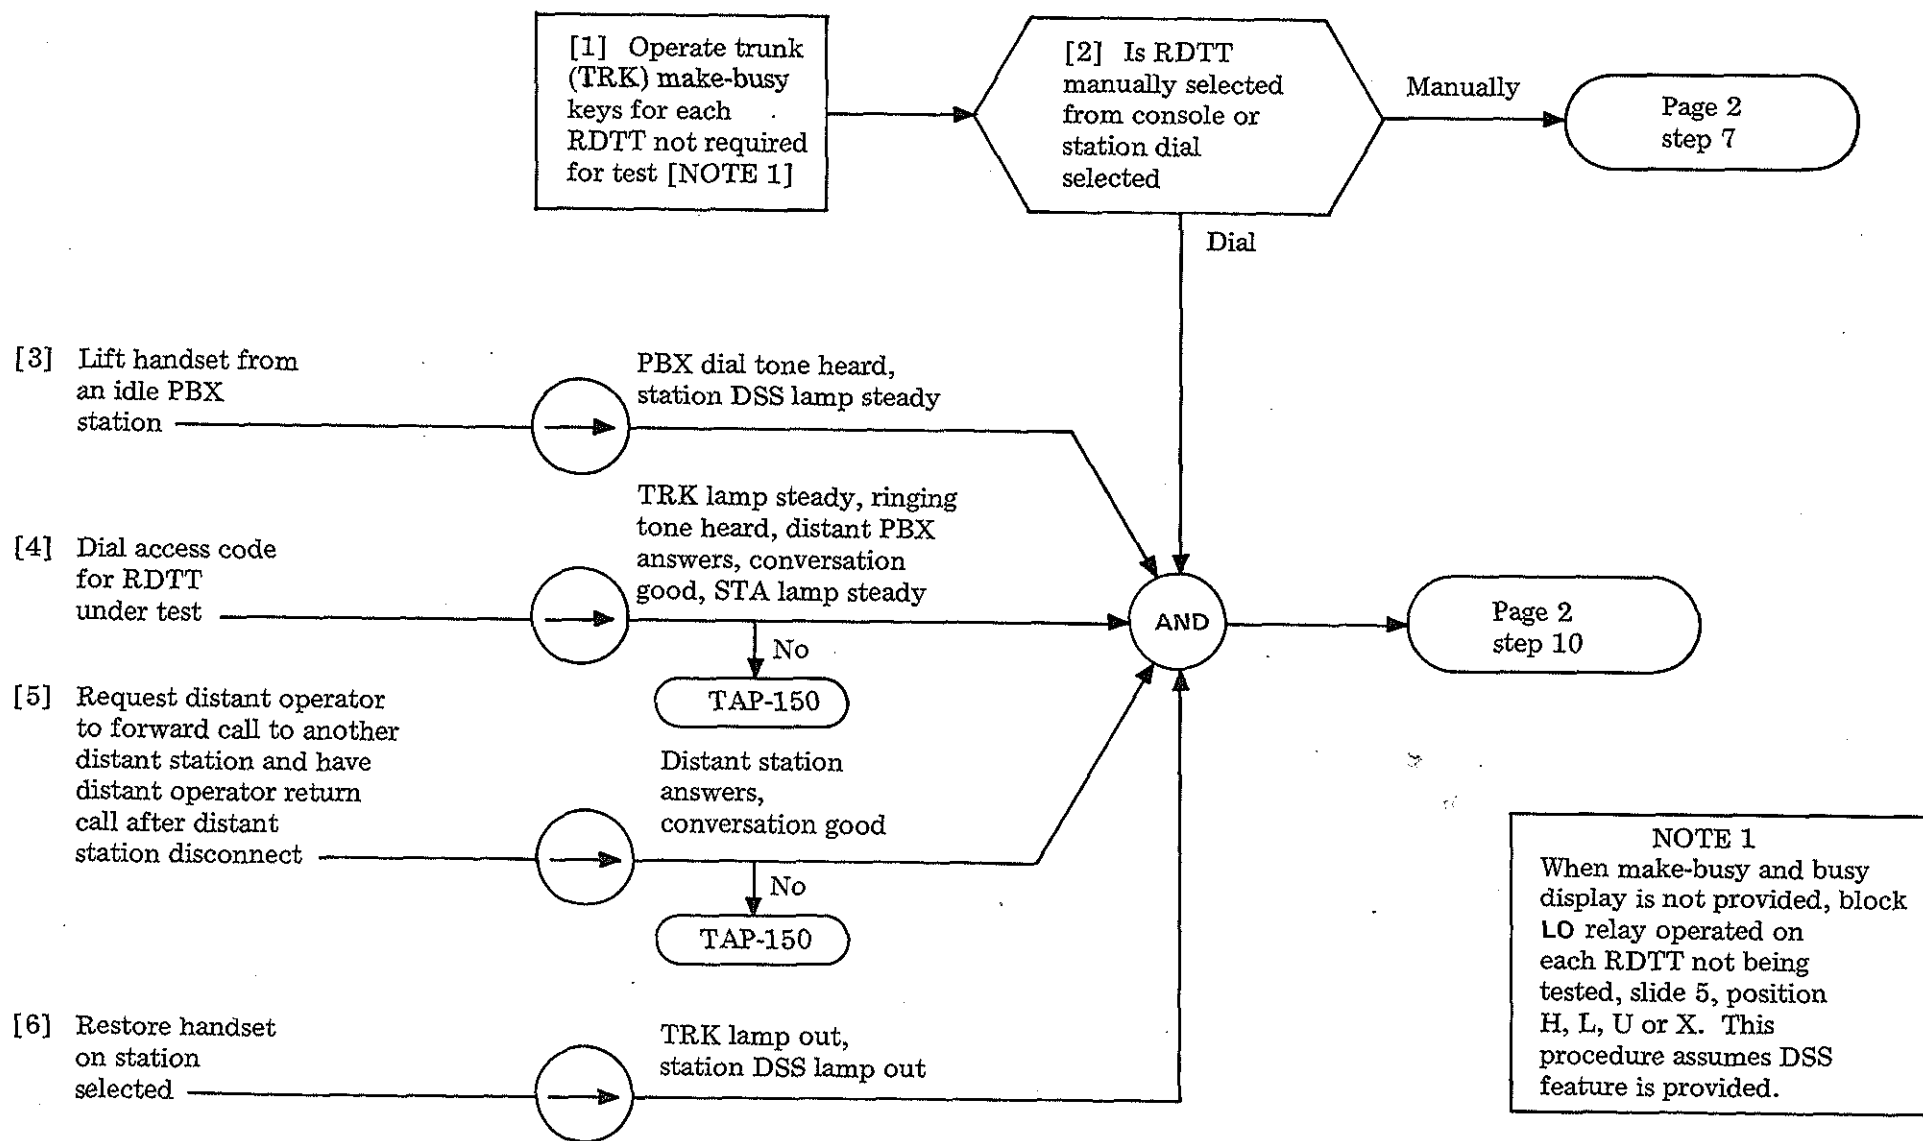 [1] Operate trunk
(TRK) make-busy
keys for each
RDTT not required
for test [NOTE 1]
[2] Is RDTT
manually selected
from console or
station dial
selected
Manually
Page 2
step 7
Dial
[3] Lift handset from
an idle PBX
station
PBX dial tone heard,
station DSS lamp steady
[4] Dial access code
for RDTT
under test
TRK lamp steady, ringing
tone heard, distant PBX
answers, conversation
good, STA lamp steady
No
TAP-150
AND
Page 2
step 10
[5] Request distant operator
to forward call to another
distant station and have
distant operator return
call after distant
station disconnect
Distant station
answers,
conversation good
No
TAP-150
[6] Restore handset
on station
selected
TRK lamp out,
station DSS lamp out
NOTE 1
When make-busy and busy
display is not provided, block
LO relay operated on
each RDTT not being
tested, slide 5, position
H, L, U or X. This
procedure assumes DSS
feature is provided.